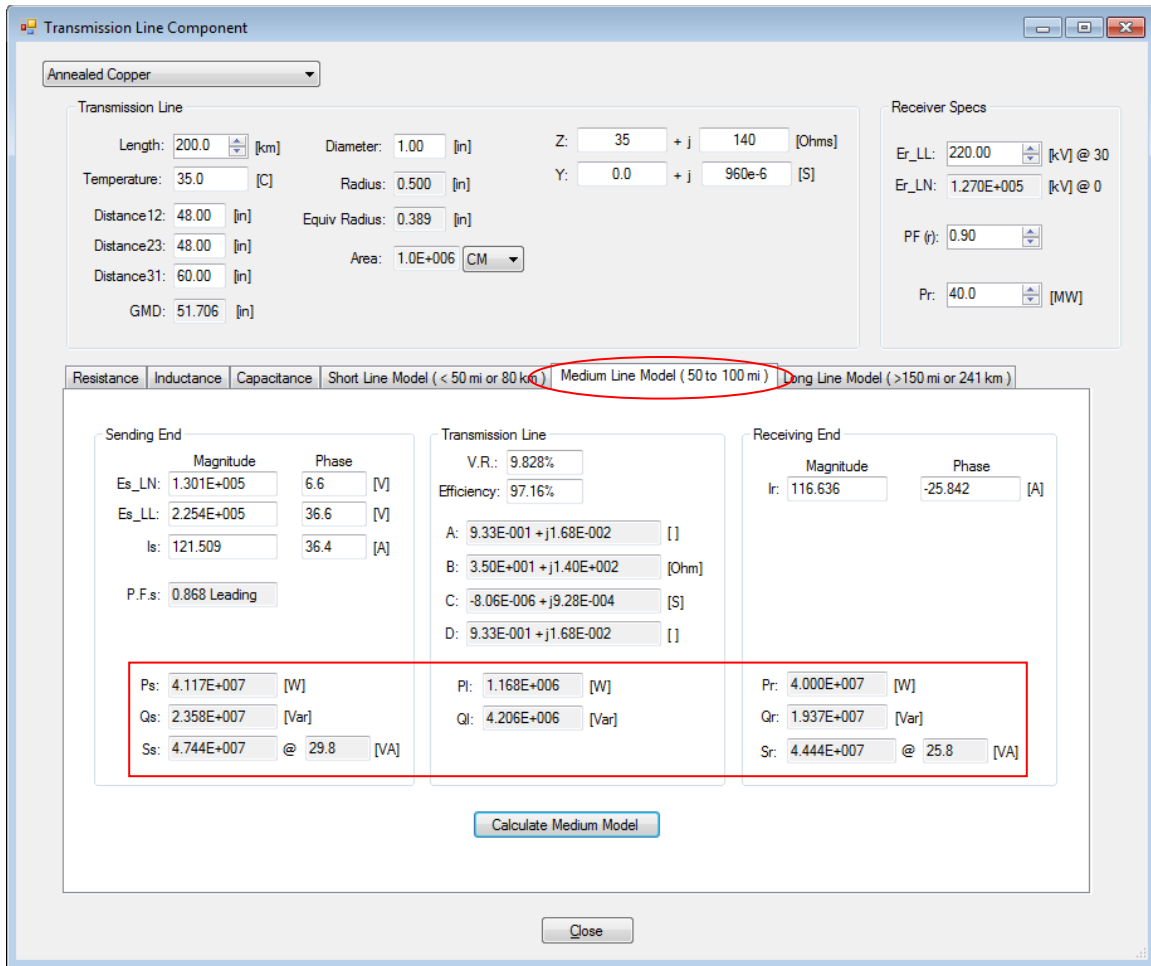 Transmission Line Component
Annealed Copper
Transmission Line
Length: 200.0 [km]
Temperature: 35.0 [C]
Distance12: 48.00 [in]
Distance23: 48.00 [in]
Distance31: 60.00 [in]
GMD: 51.706 [in]
Diameter: 1.00 [in]
Radius: 0.500 [in]
Equiv Radius: 0.389 [in]
Area: 1.0E+006 CM
Z: 35 + j 140 [Ohms]
Y: 0.0 + j 960e-6 [S]
Receiver Specs
Er_LL: 220.00 [kV] @ 30
Er_LN: 1.270E+005 [kV] @ 0
PF (r): 0.90
Pr: 40.0 [MW]
Resistance Inductance Capacitance Short Line Model ( < 50 mi or 80 km ) Medium Line Model ( 50 to 100 mi ) Long Line Model ( >150 mi or 241 km )
Sending End
Magnitude Phase
Es_LN: 1.301E+005 6.6 [V]
Es_LL: 2.254E+005 36.6 [V]
Is: 121.509 36.4 [A]
P.F.s: 0.868 Leading
Ps: 4.117E+007 [W]
Qs: 2.358E+007 [Var]
Ss: 4.744E+007 @ 29.8 [VA]
Transmission Line
V.R.: 9.828%
Efficiency: 97.16%
A: 9.33E-001 + j1.68E-002 [ ]
B: 3.50E+001 + j1.40E+002 [Ohm]
C: -8.06E-006 + j9.28E-004 [S]
D: 9.33E-001 + j1.68E-002 [ ]
Pl: 1.168E+006 [W]
Ql: 4.206E+006 [Var]
Receiving End
Magnitude Phase
Ir: 116.636 -25.842 [A]
Pr: 4.000E+007 [W]
Qr: 1.937E+007 [Var]
Sr: 4.444E+007 @ 25.8 [VA]
Calculate Medium Model
Close